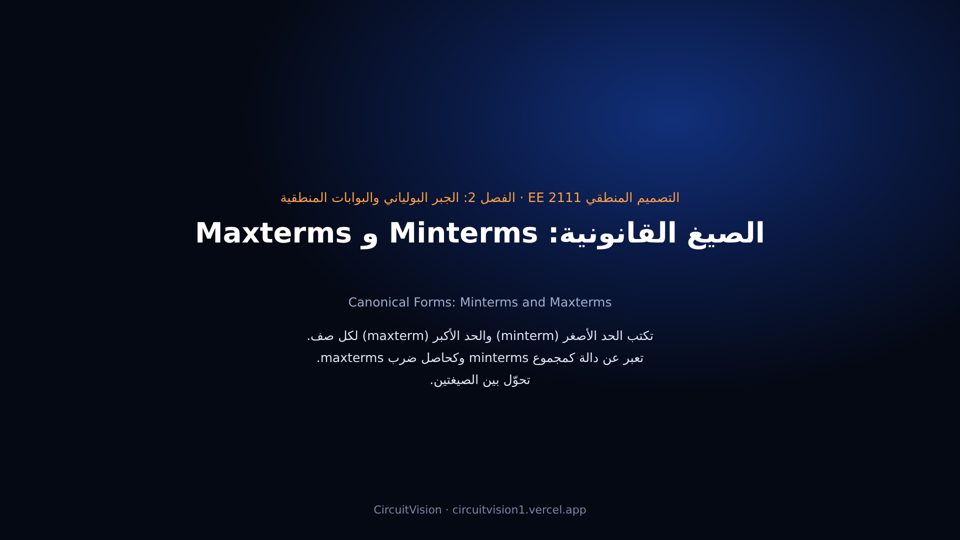 التصميم المنطقي EE 2111 · الفصل 2: الجبر البولياني والبوابات المنطقية
الصيغ القانونية: Minterms و Maxterms
Canonical Forms: Minterms and Maxterms
تكتب الحد الأصغر (minterm) والحد الأكبر (maxterm) لكل صف.
تعبر عن دالة كمجموع minterms وكحاصل ضرب maxterms.
تحوّل بين الصيغتين.
CircuitVision · circuitvision1.vercel.app